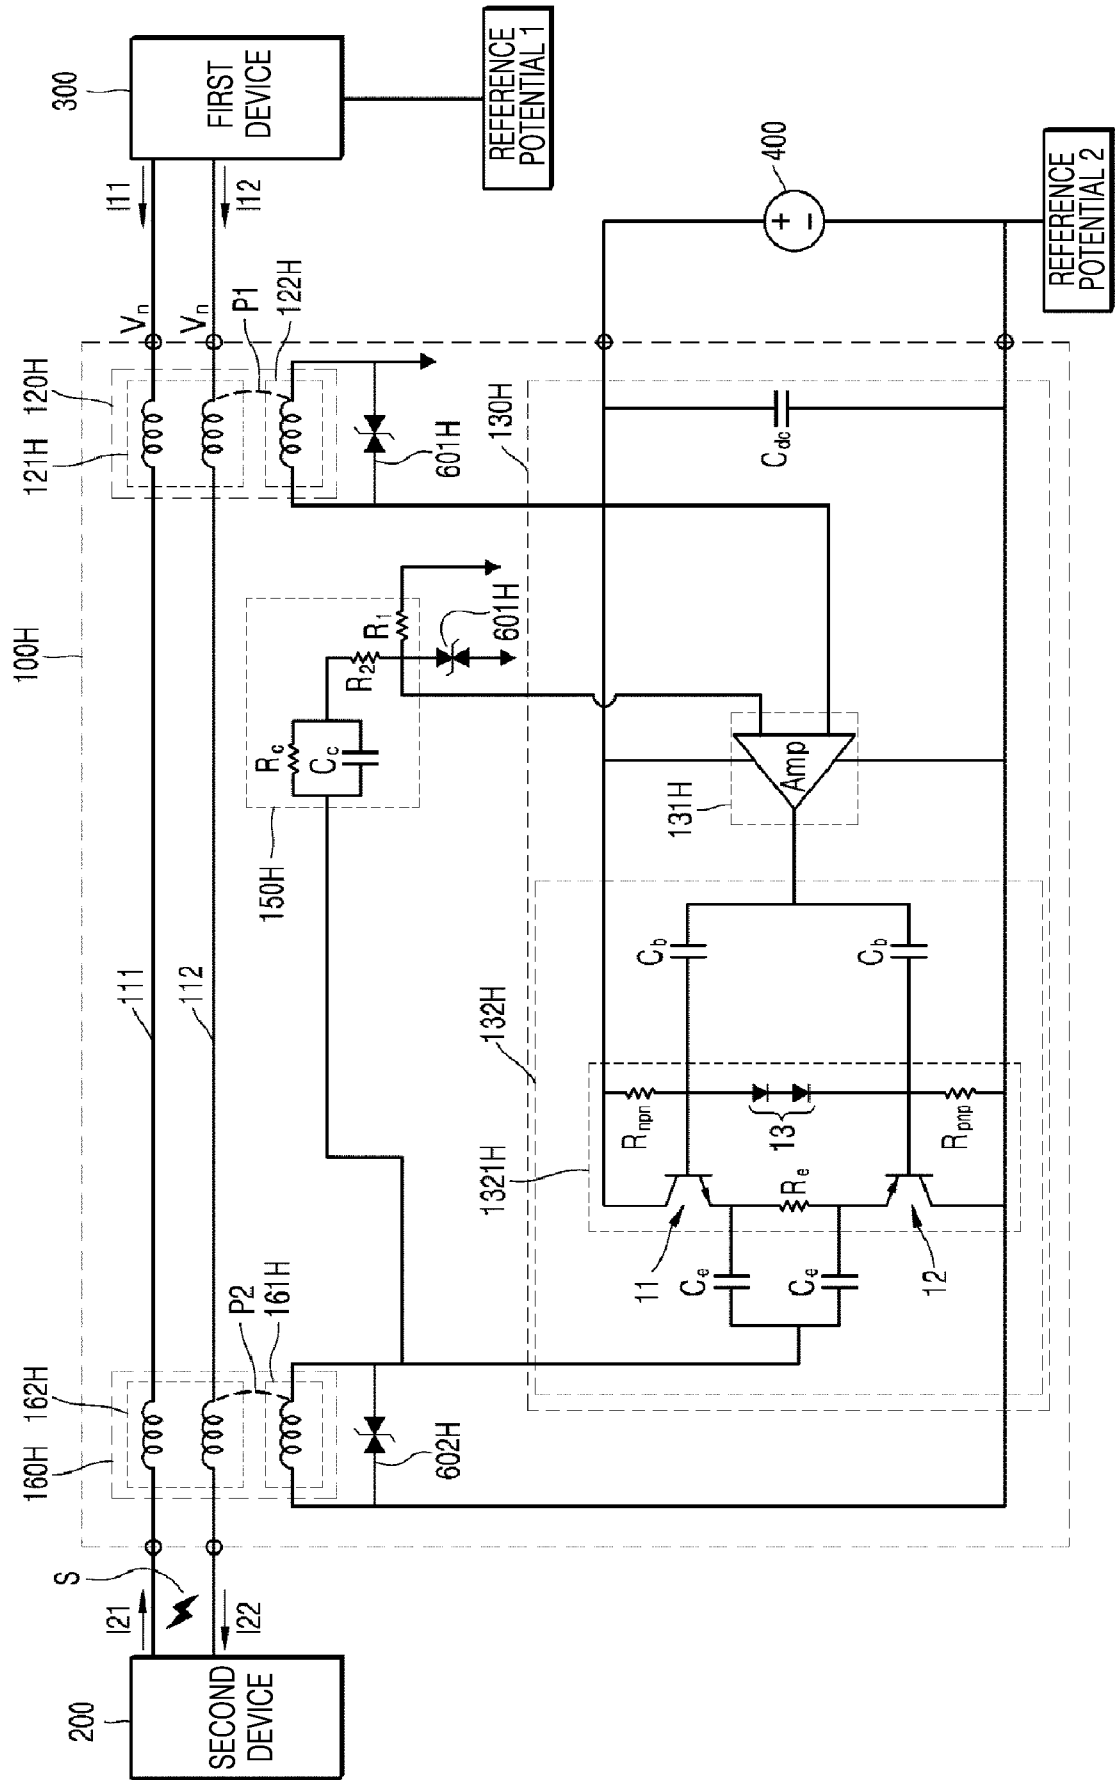 100H
200
SECOND
DEVICE
S
I21
I22
160H
162H
P2
161H
602H
111
112
150H
Rc
Cc
R2
R1
601H
120H
121H
Vn
Vn
P1
122H
601H
I11
I12
300
FIRST
DEVICE
REFERENCE
POTENTIAL 1
130H
132H
1321H
131H
Amp
Cb
Cb
Rnpn
13
Rpnp
11
Re
12
Ce
Ce
Cdc
400
+
−
REFERENCE
POTENTIAL 2